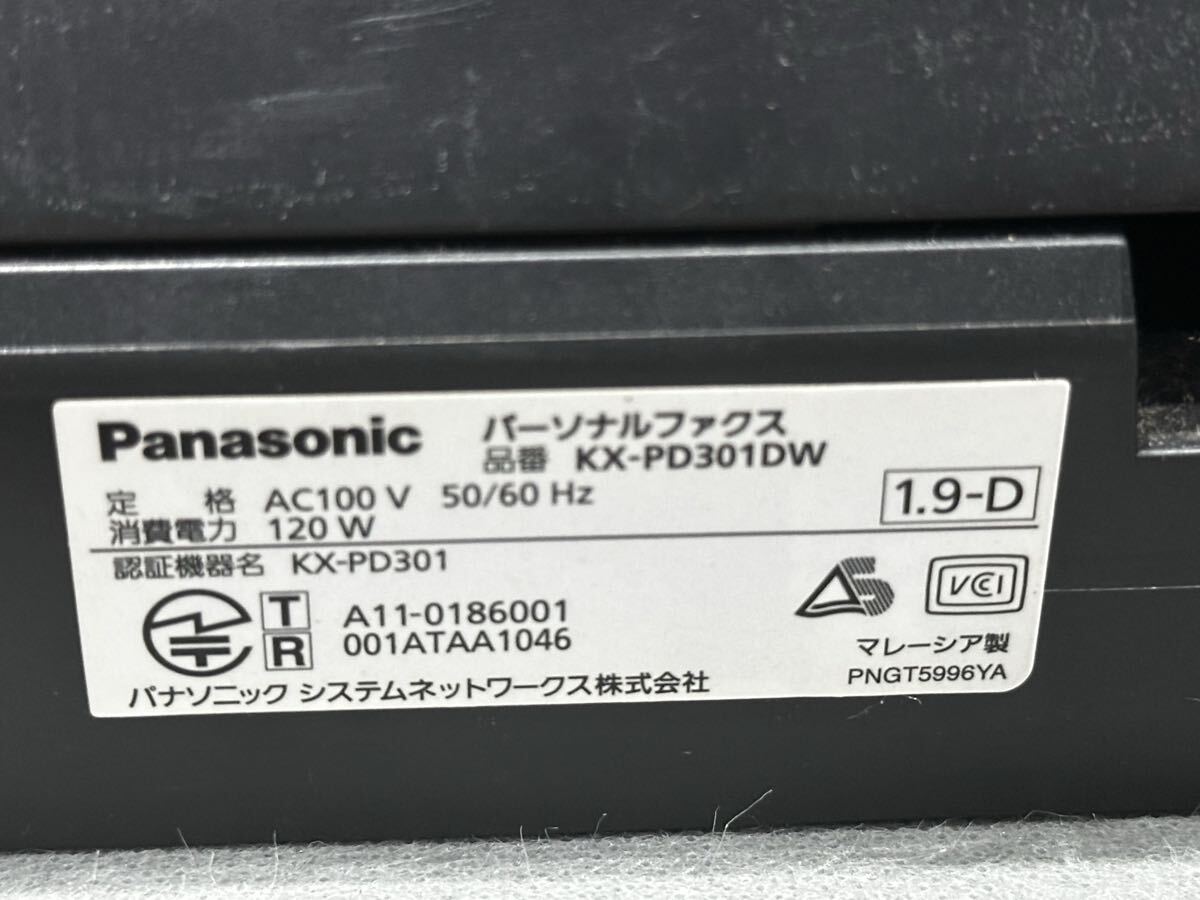 Panasonic パーソナルファクス
品番 KX-PD301DW
定 格 AC100 V 50/60 Hz
消費電力 120 W
1.9-D
認証機器名 KX-PD301
T A11-0186001
R 001ATAA1046
S
VCI
マレーシア製
パナソニック システムネットワークス株式会社
PNGT5996YA